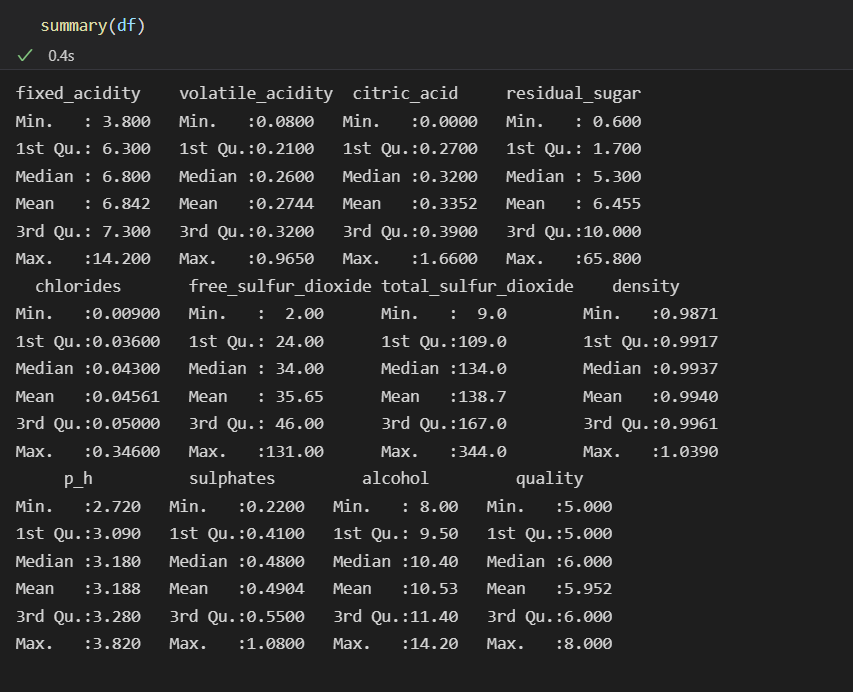 summary(df)
✓ 0.4s
fixed_acidity    volatile_acidity  citric_acid     residual_sugar
Min.   : 3.800   Min.   :0.0800   Min.   :0.0000   Min.   : 0.600
1st Qu.: 6.300   1st Qu.:0.2100   1st Qu.:0.2700   1st Qu.: 1.700
Median : 6.800   Median :0.2600   Median :0.3200   Median : 5.300
Mean   : 6.842   Mean   :0.2744   Mean   :0.3352   Mean   : 6.455
3rd Qu.: 7.300   3rd Qu.:0.3200   3rd Qu.:0.3900   3rd Qu.:10.000
Max.   :14.200   Max.   :0.9650   Max.   :1.6600   Max.   :65.800
chlorides       free_sulfur_dioxide total_sulfur_dioxide    density
Min.   :0.00900   Min.   :  2.00      Min.   :  9.0        Min.   :0.9871
1st Qu.:0.03600   1st Qu.: 24.00      1st Qu.:109.0        1st Qu.:0.9917
Median :0.04300   Median : 34.00      Median :134.0        Median :0.9937
Mean   :0.04561   Mean   : 35.65      Mean   :138.7        Mean   :0.9940
3rd Qu.:0.05000   3rd Qu.: 46.00      3rd Qu.:167.0        3rd Qu.:0.9961
Max.   :0.34600   Max.   :131.00      Max.   :344.0        Max.   :1.0390
p_h          sulphates         alcohol         quality
Min.   :2.720   Min.   :0.2200   Min.   : 8.00   Min.   :5.000
1st Qu.:3.090   1st Qu.:0.4100   1st Qu.: 9.50   1st Qu.:5.000
Median :3.180   Median :0.4800   Median :10.40   Median :6.000
Mean   :3.188   Mean   :0.4904   Mean   :10.53   Mean   :5.952
3rd Qu.:3.280   3rd Qu.:0.5500   3rd Qu.:11.40   3rd Qu.:6.000
Max.   :3.820   Max.   :1.0800   Max.   :14.20   Max.   :8.000